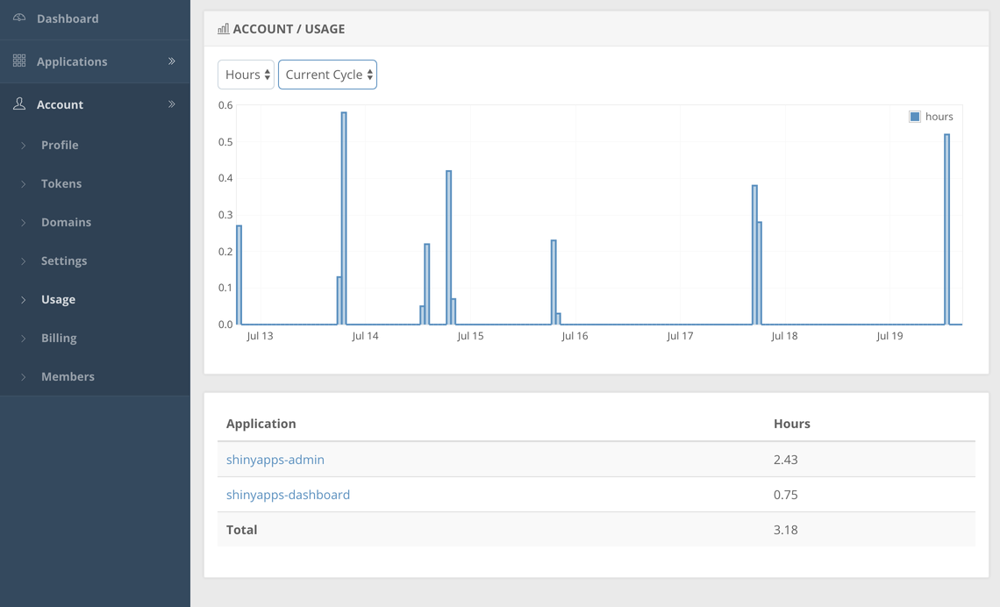 Dashboard
Applications
Account
Profile
Tokens
Domains
Settings
Usage
Billing
Members
ACCOUNT / USAGE
Hours
Current Cycle
hours
0.6
0.5
0.4
0.3
0.2
0.1
0.0
Jul 13 Jul 14 Jul 15 Jul 16 Jul 17 Jul 18 Jul 19
Application Hours
shinyapps-admin 2.43
shinyapps-dashboard 0.75
Total 3.18